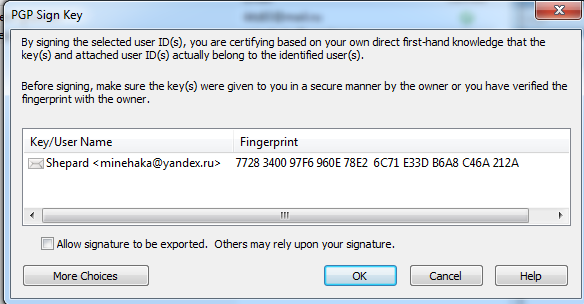 PGP Sign Key
By signing the selected user ID(s), you are certifying based on your own direct first-hand knowledge that the
key(s) and attached user ID(s) actually belong to the identified user(s).
Before signing, make sure the key(s) were given to you in a secure manner by the owner or you have verified the
fingerprint with the owner.
Key/User Name Fingerprint
Shepard <minehaka@yandex.ru> 7728 3400 97F6 960E 78E2 6C71 E33D B6A8 C46A 212A
Allow signature to be exported. Others may rely upon your signature.
More Choices OK Cancel Help